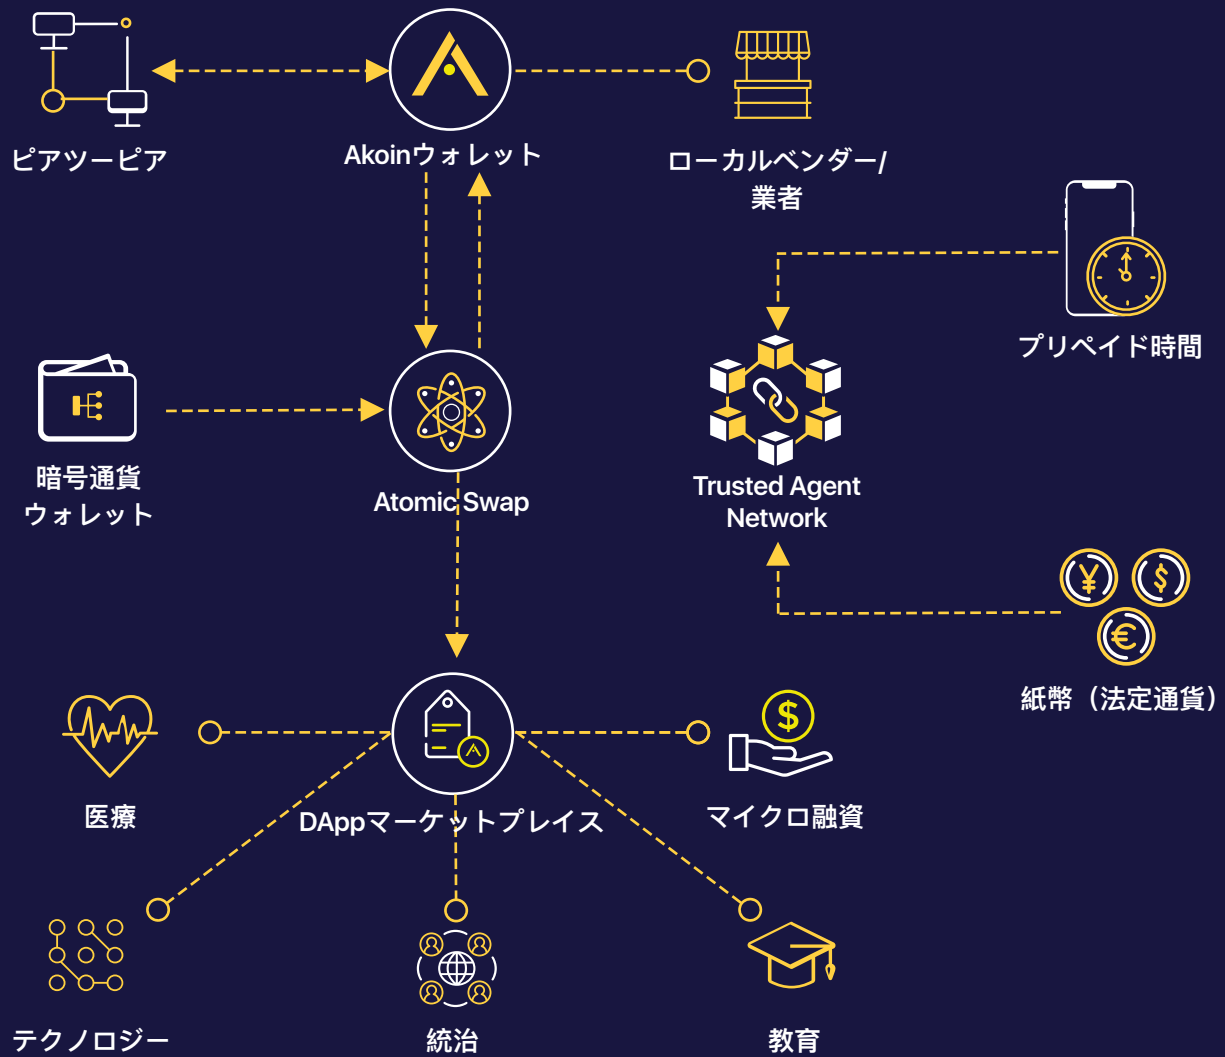 ピアツーピア
Akoinウォレット
ローカルベンダー/
業者
プリペイド時間
暗号通貨
ウォレット
Atomic Swap
Trusted Agent
Network
紙幣（法定通貨）
医療
DAppマーケットプレイス
マイクロ融資
テクノロジー
統治
教育